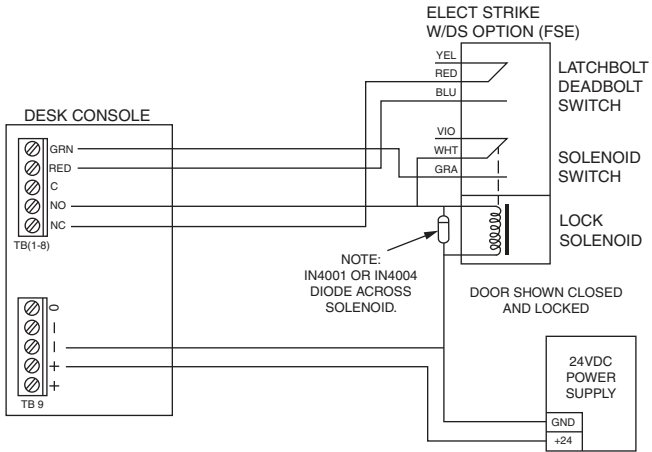 ELECT STRIKE
W/DS OPTION (FSE)
YEL
RED
BLU
LATCHBOLT
DEADBOLT
SWITCH
DESK CONSOLE
GRN
RED
C
NO
NC
TB(1-8)
VIO
WHT
GRA
SOLENOID
SWITCH
LOCK
SOLENOID
NOTE:
IN4001 OR IN4004
DIODE ACROSS
SOLENOID.
DOOR SHOWN CLOSED
AND LOCKED
0
—
—
+
+
TB 9
24VDC
POWER
SUPPLY
GND
+24